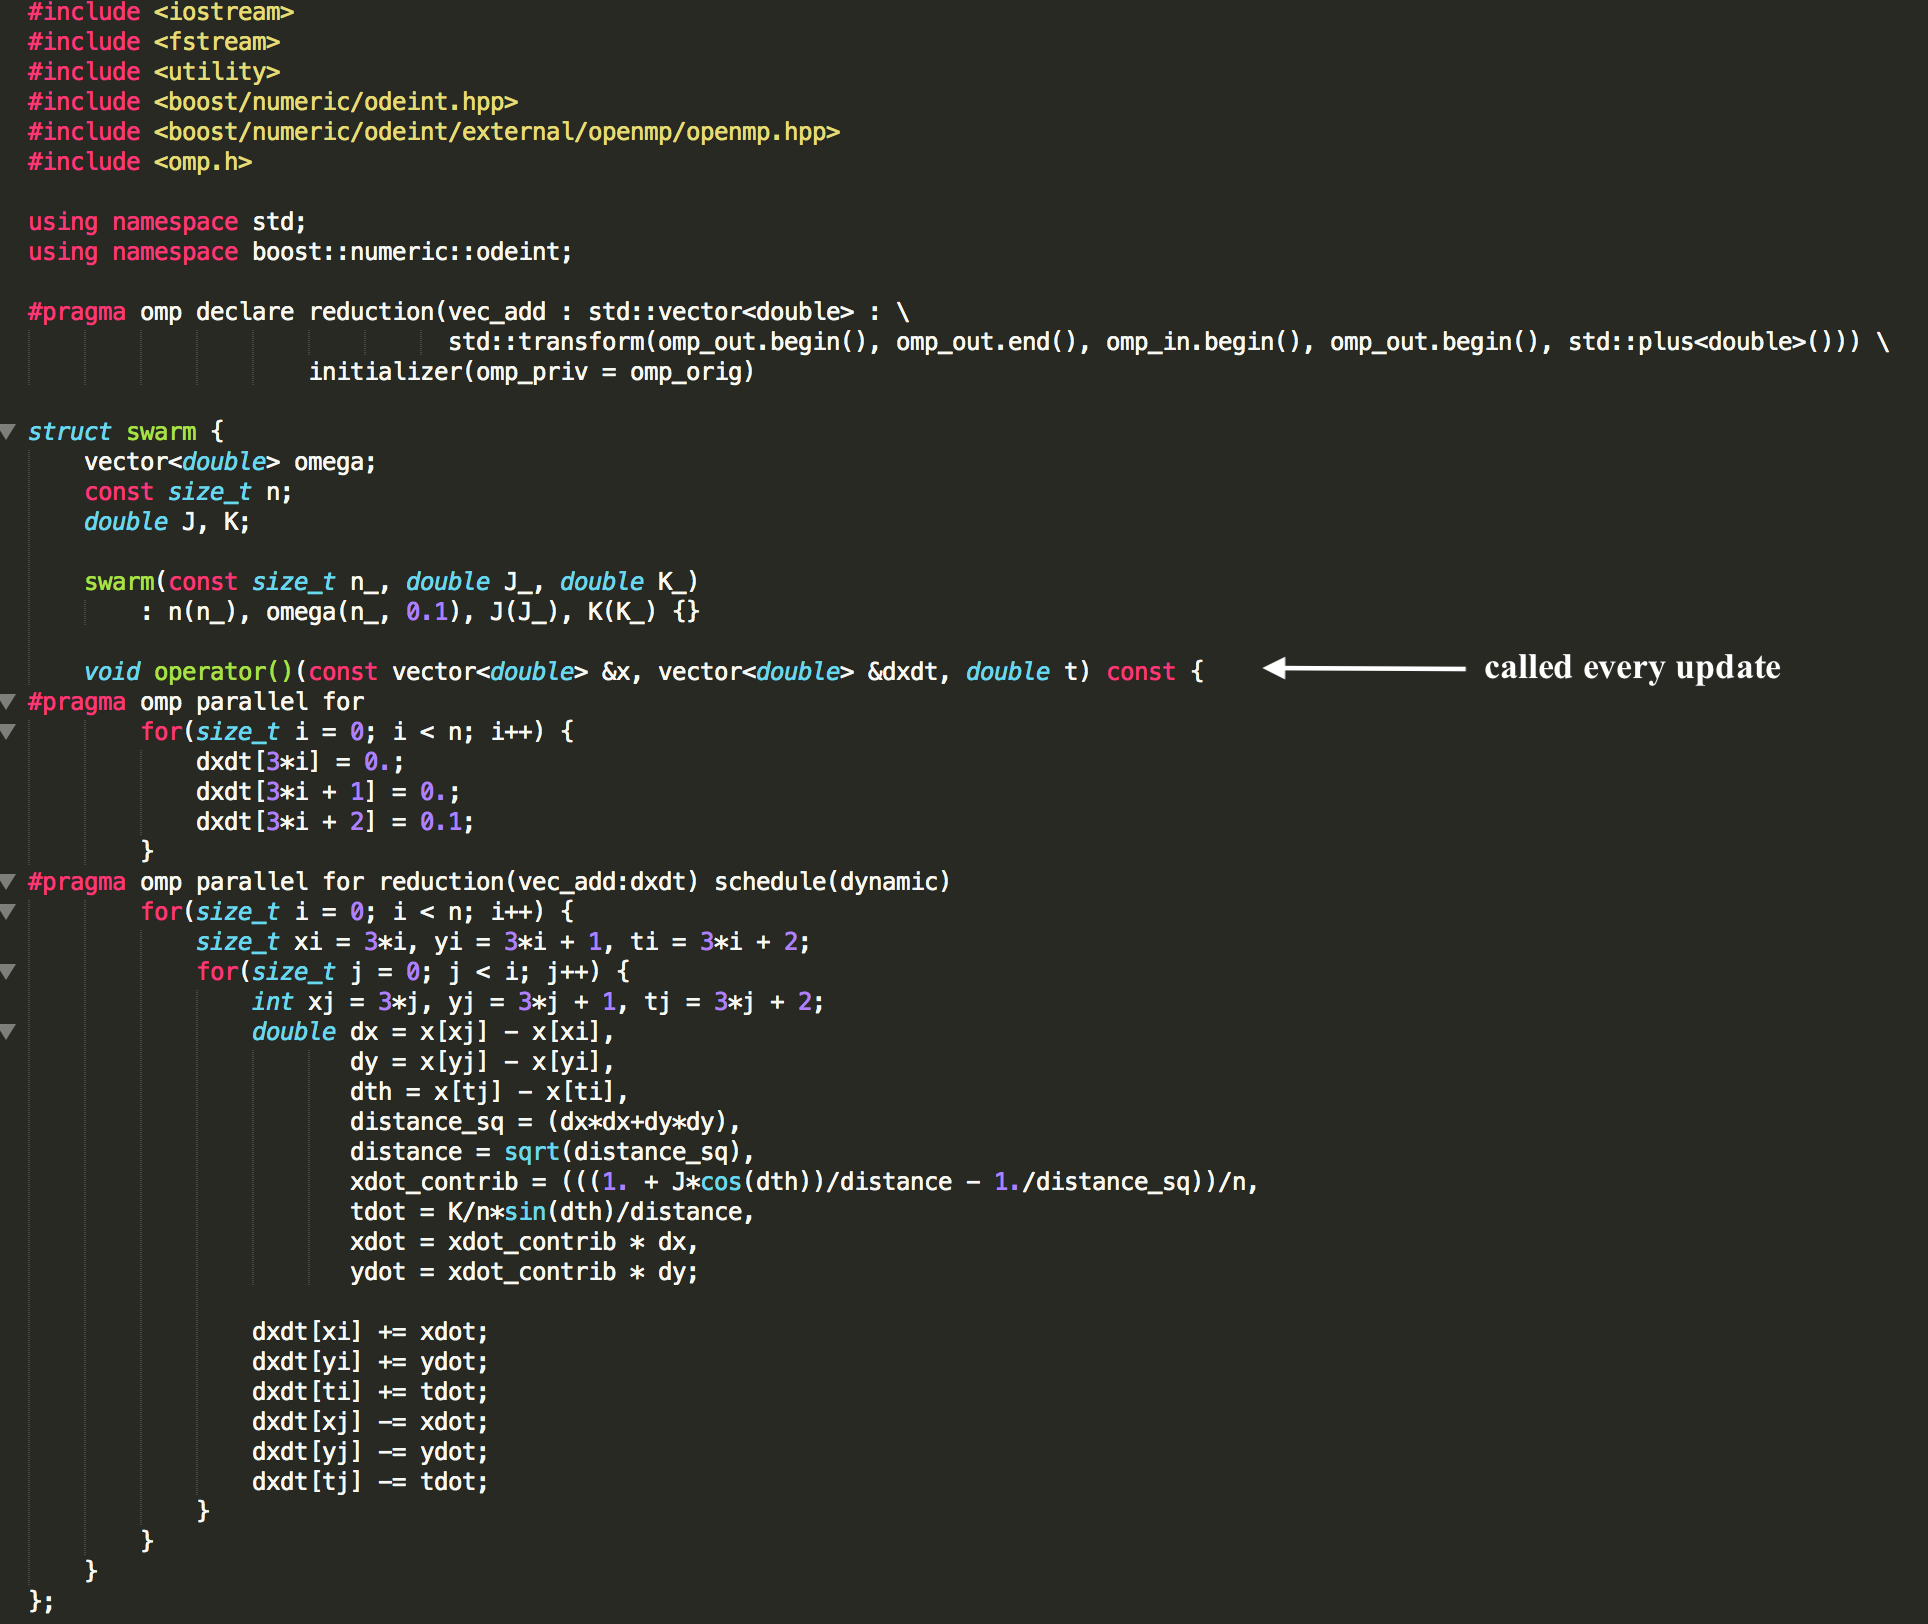 #include <iostream>
#include <fstream>
#include <utility>
#include <boost/numeric/odeint.hpp>
#include <boost/numeric/odeint/external/openmp/openmp.hpp>
#include <omp.h>

using namespace std;
using namespace boost::numeric::odeint;

#pragma omp declare reduction(vec_add : std::vector<double> : \
                              std::transform(omp_out.begin(), omp_out.end(), omp_in.begin(), omp_out.begin(), std::plus<double>())) \
                    initializer(omp_priv = omp_orig)

struct swarm {
    vector<double> omega;
    const size_t n;
    double J, K;

    swarm(const size_t n_, double J_, double K_)
        : n(n_), omega(n_, 0.1), J(J_), K(K_) {}

    void operator()(const vector<double> &x, vector<double> &dxdt, double t) const { called every update
#pragma omp parallel for
        for(size_t i = 0; i < n; i++) {
            dxdt[3*i] = 0.;
            dxdt[3*i + 1] = 0.;
            dxdt[3*i + 2] = 0.1;
        }
#pragma omp parallel for reduction(vec_add:dxdt) schedule(dynamic)
        for(size_t i = 0; i < n; i++) {
            size_t xi = 3*i, yi = 3*i + 1, ti = 3*i + 2;
            for(size_t j = 0; j < i; j++) {
                int xj = 3*j, yj = 3*j + 1, tj = 3*j + 2;
                double dx = x[xj] - x[xi],
                       dy = x[yj] - x[yi],
                       dth = x[tj] - x[ti],
                       distance_sq = (dx*dx+dy*dy),
                       distance = sqrt(distance_sq),
                       xdot_contrib = (((1. + J*cos(dth))/distance - 1./distance_sq))/n,
                       tdot = K/n*sin(dth)/distance,
                       xdot = xdot_contrib * dx,
                       ydot = xdot_contrib * dy;

                dxdt[xi] += xdot;
                dxdt[yi] += ydot;
                dxdt[ti] += tdot;
                dxdt[xj] -= xdot;
                dxdt[yj] -= ydot;
                dxdt[tj] -= tdot;
            }
        }
    }
};